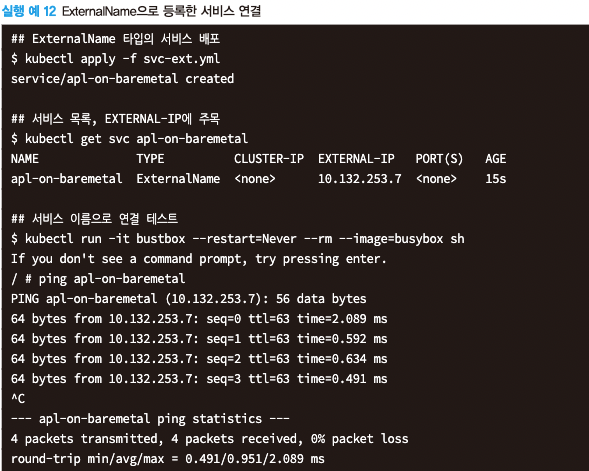 실행 예 12 ExternalName으로 등록한 서비스 연결
## ExternalName 타입의 서비스 배포
$ kubectl apply -f svc-ext.yml
service/apl-on-baremetal created
## 서비스 목록, EXTERNAL-IP에 주목
$ kubectl get svc apl-on-baremetal
NAME TYPE CLUSTER-IP EXTERNAL-IP PORT(S) AGE
apl-on-baremetal ExternalName <none> 10.132.253.7 <none> 15s
## 서비스 이름으로 연결 테스트
$ kubectl run -it bustbox --restart=Never --rm --image=busybox sh
If you don't see a command prompt, try pressing enter.
/ # ping apl-on-baremetal
PING apl-on-baremetal (10.132.253.7): 56 data bytes
64 bytes from 10.132.253.7: seq=0 ttl=63 time=2.089 ms
64 bytes from 10.132.253.7: seq=1 ttl=63 time=0.592 ms
64 bytes from 10.132.253.7: seq=2 ttl=63 time=0.634 ms
64 bytes from 10.132.253.7: seq=3 ttl=63 time=0.491 ms
^C
--- apl-on-baremetal ping statistics ---
4 packets transmitted, 4 packets received, 0% packet loss
round-trip min/avg/max = 0.491/0.951/2.089 ms